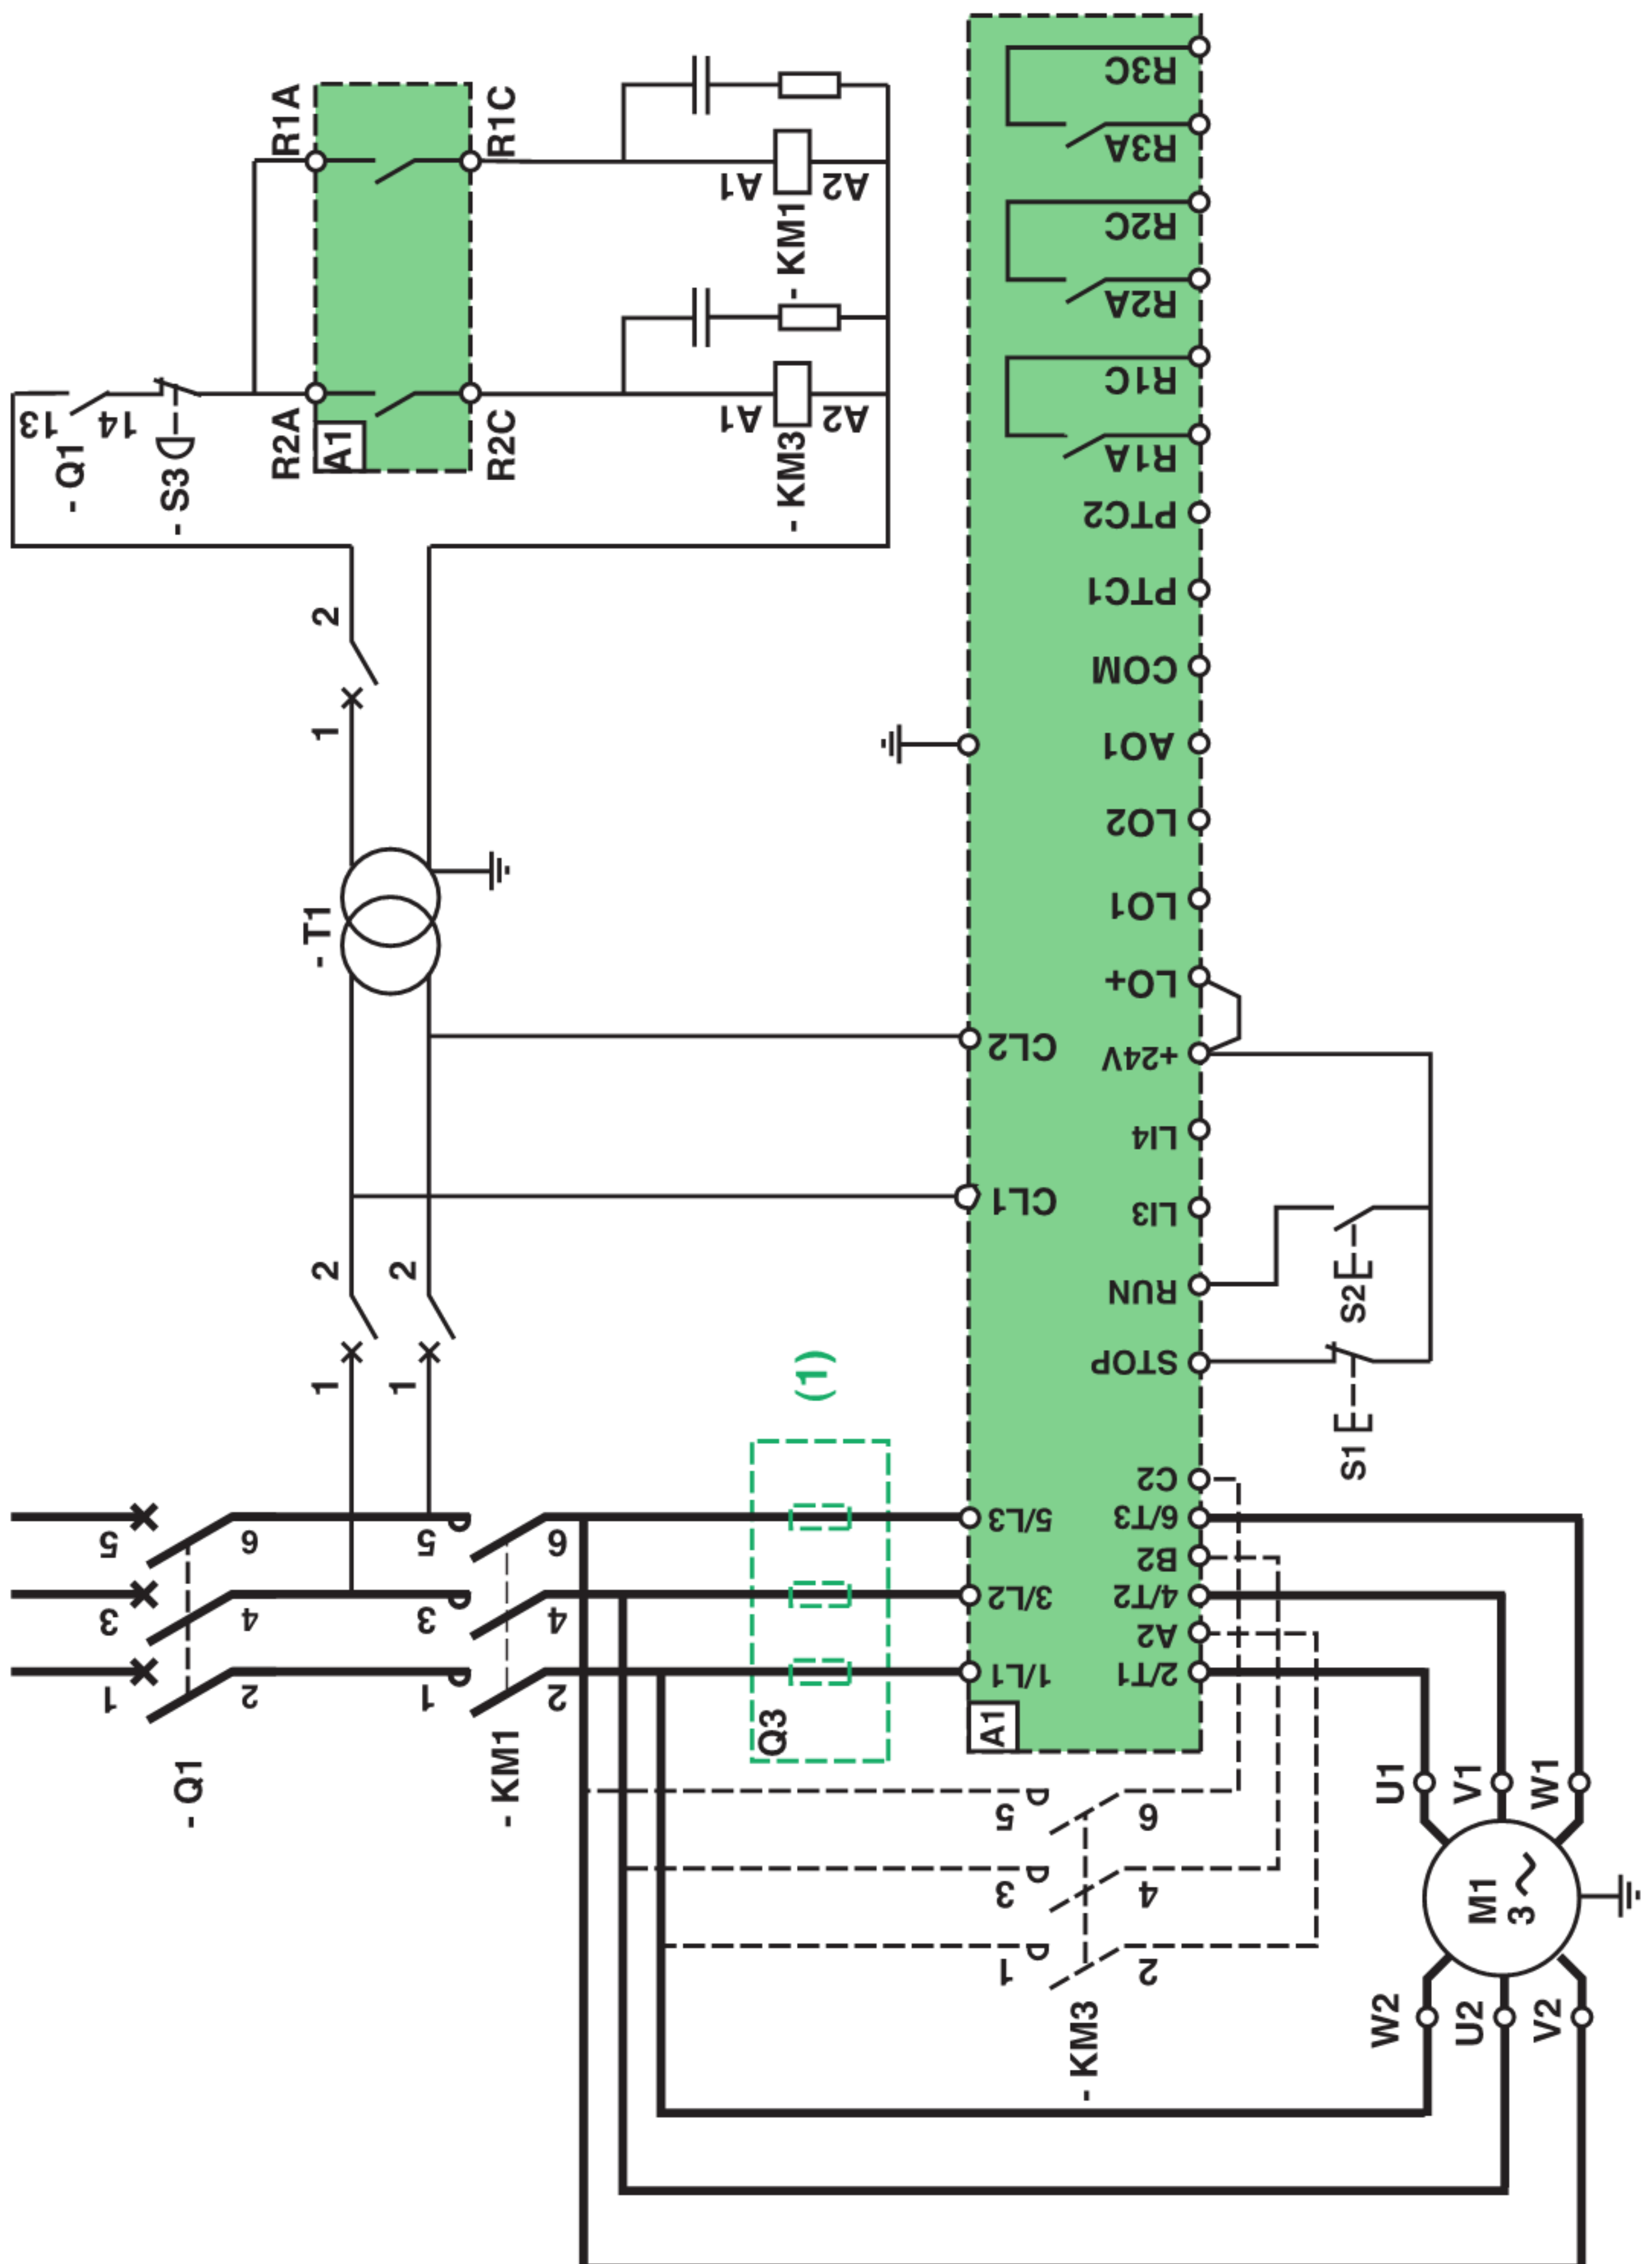 R1A
R1C
- KM1
A1
A2
R2A
A1
R2C
- KM3
A1
A2
13
14
- Q1
- S3
2
1
- T1
2
2
1
1
(1)
5
6
5
6
3
4
3
4
1
2
1
2
- Q1
- KM1
Q3
R3C
R3A
R2C
R2A
R1C
R1A
PTC2
PTC1
COM
AO1
LO2
LO1
LO+
+24V
LI4
LI3
RUN
STOP
CL2
CL1
S2
S1
C2
5/L3
6/T3
B2
3/L2
4/T2
A2
1/L1
2/T1
A1
5
6
3
4
1
2
- KM3
U1
V1
W1
M1
3 ~
W2
U2
V2